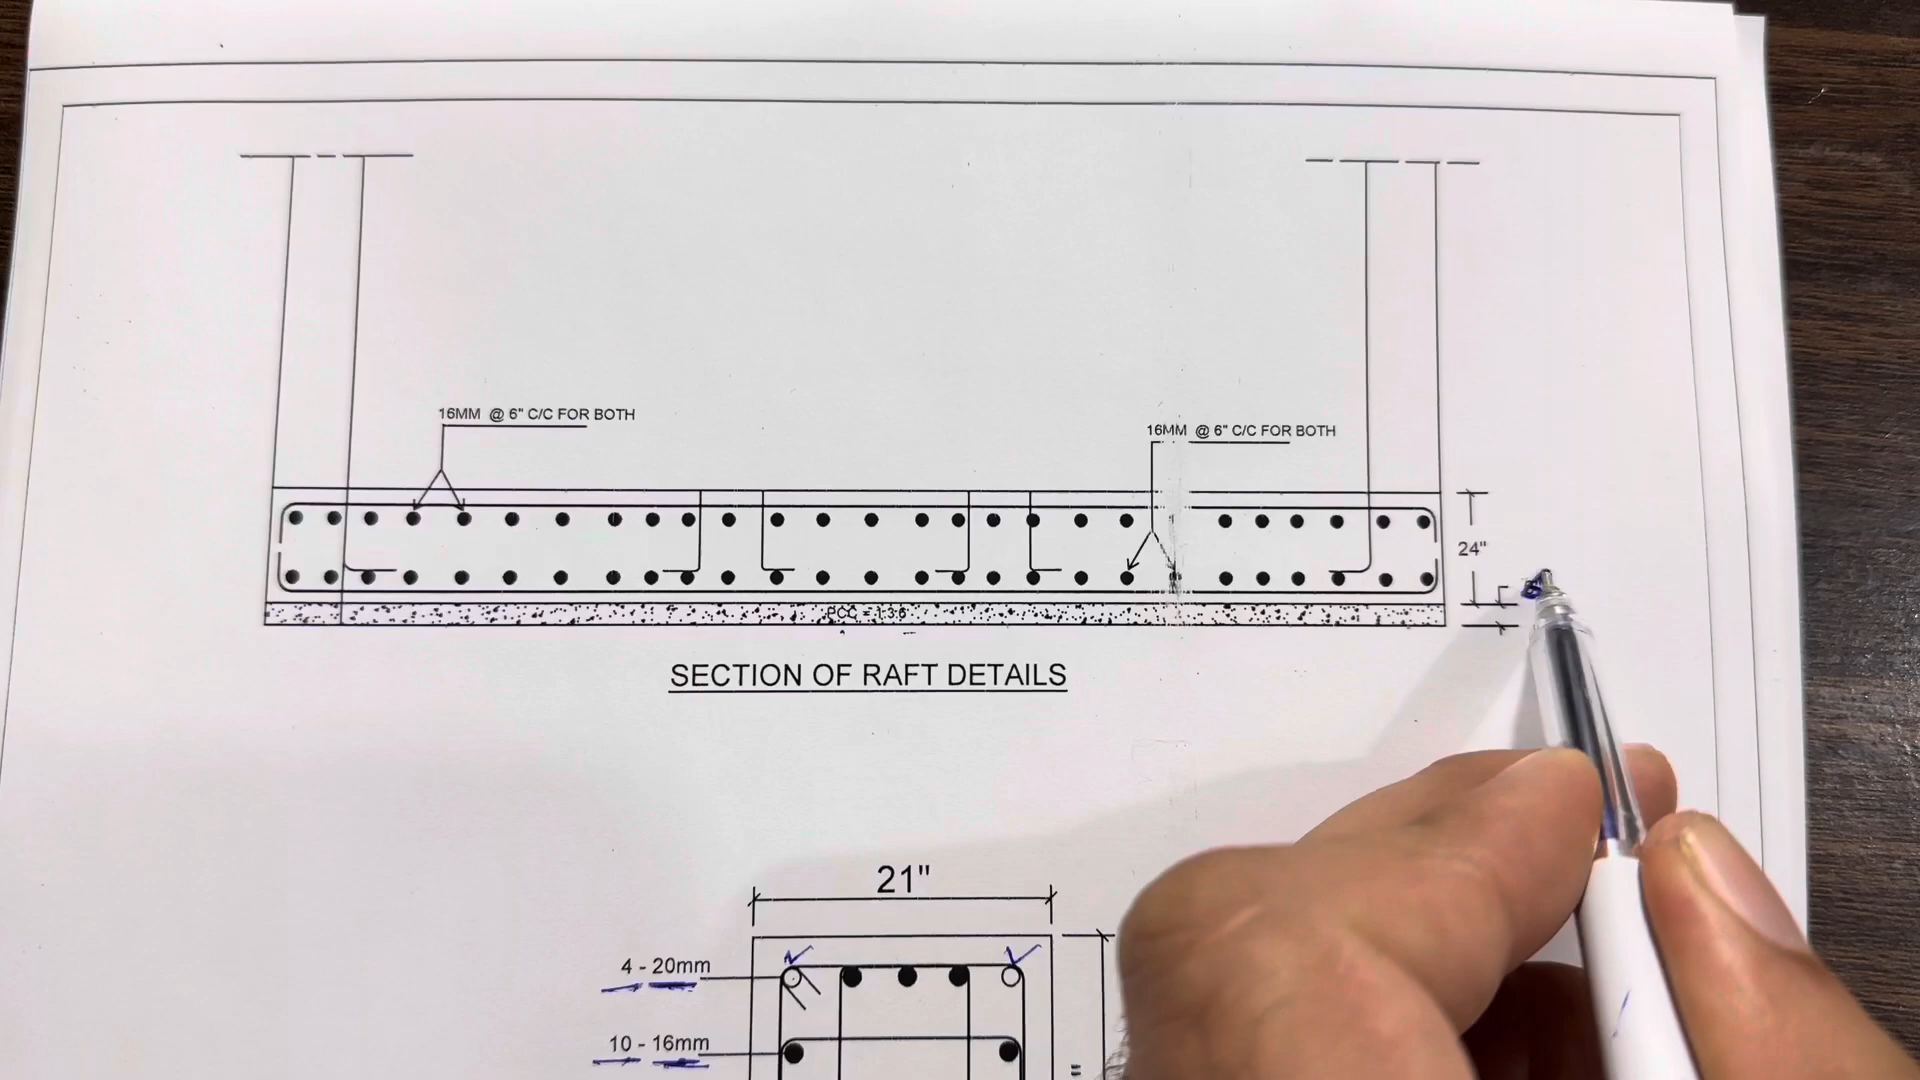 16MM @ 6" C/C FOR BOTH
16MM @ 6" C/C FOR BOTH
24"
PCC = 1:3:6
SECTION OF RAFT DETAILS
21"
4 - 20mm
10 - 16mm